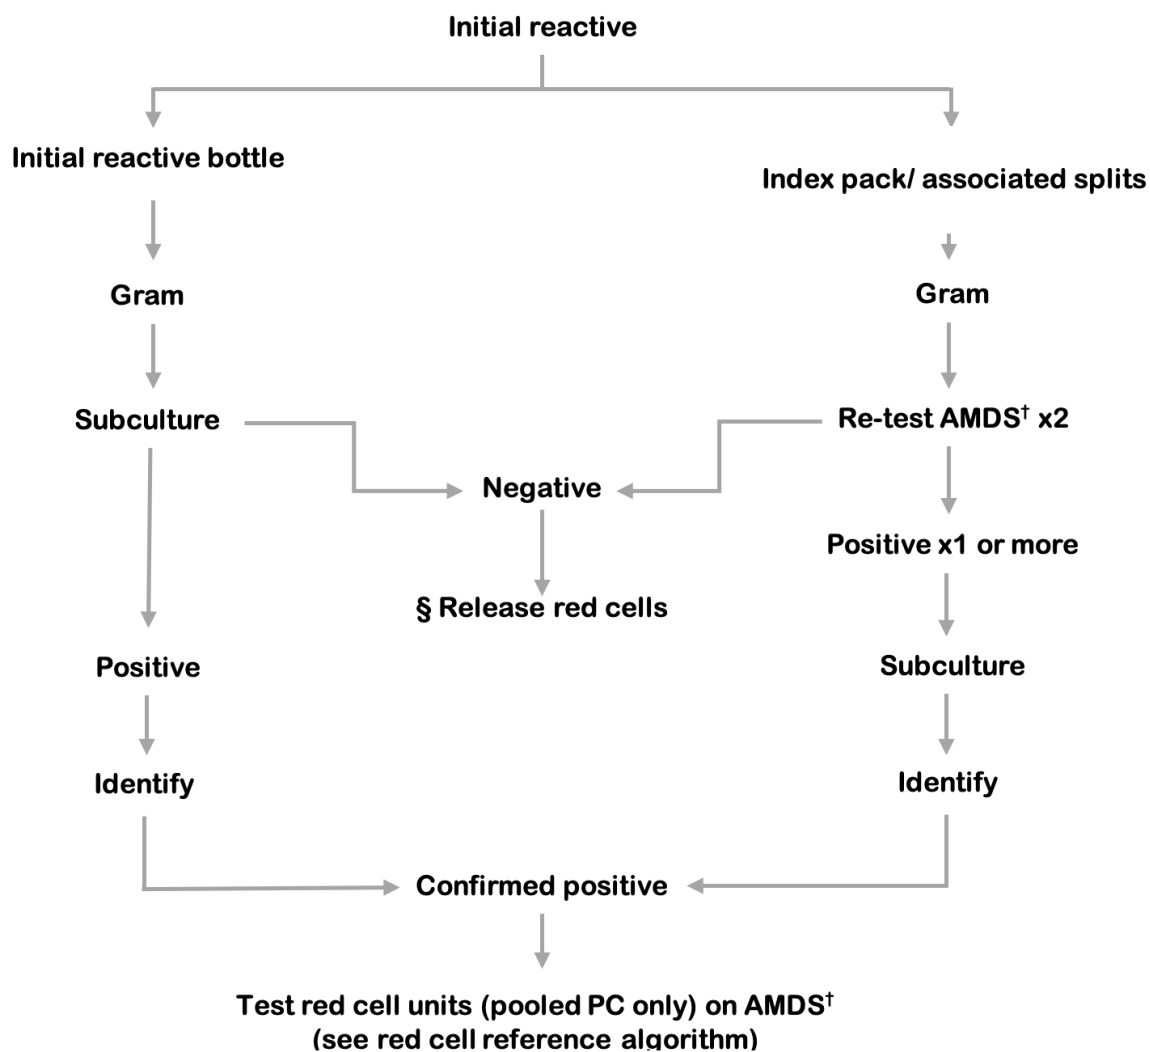 Initial reactive
Initial reactive bottle
Index pack/ associated splits
Gram
Gram
Subculture
Re-test AMDS† x2
Negative
Positive x1 or more
§ Release red cells
Positive
Subculture
Identify
Identify
Confirmed positive
Test red cell units (pooled PC only) on AMDS†
(see red cell reference algorithm)